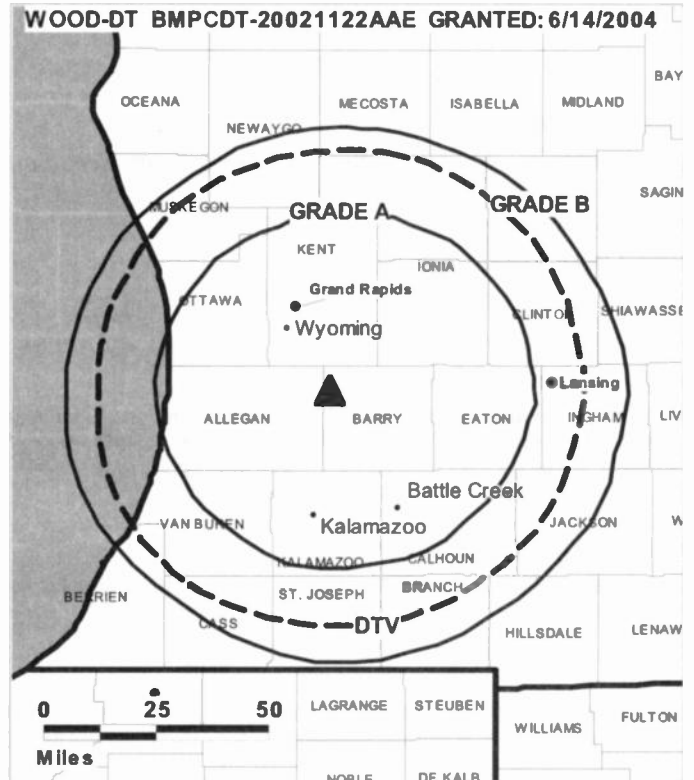 WOOD-DT BMPCDT-20021122AAE GRANTED: 6/14/2004
BAY
OCEANA
MECOSTA
ISABELLA
MIDLAND
NEWAYGO
SAGIN
MUSKEGON
GRADE A
GRADE B
KENT
IONIA
Grand Rapids
OTTAWA
CLINTON
SHIAWASSE
Wyoming
Lansing
ALLEGAN
BARRY
EATON
INGHAM
LIV
Battle Creek
VAN BUREN
Kalamazoo
JACKSON
W
KALAMAZOO
CALHOUN
BERRIEN
ST. JOSEPH
BRANCH
CASS
DTV
HILLSDALE
LENAW
0 25 50
LAGRANGE
STEUBEN
WILLIAMS
FULTON
Miles
NOBLE
DE KALB